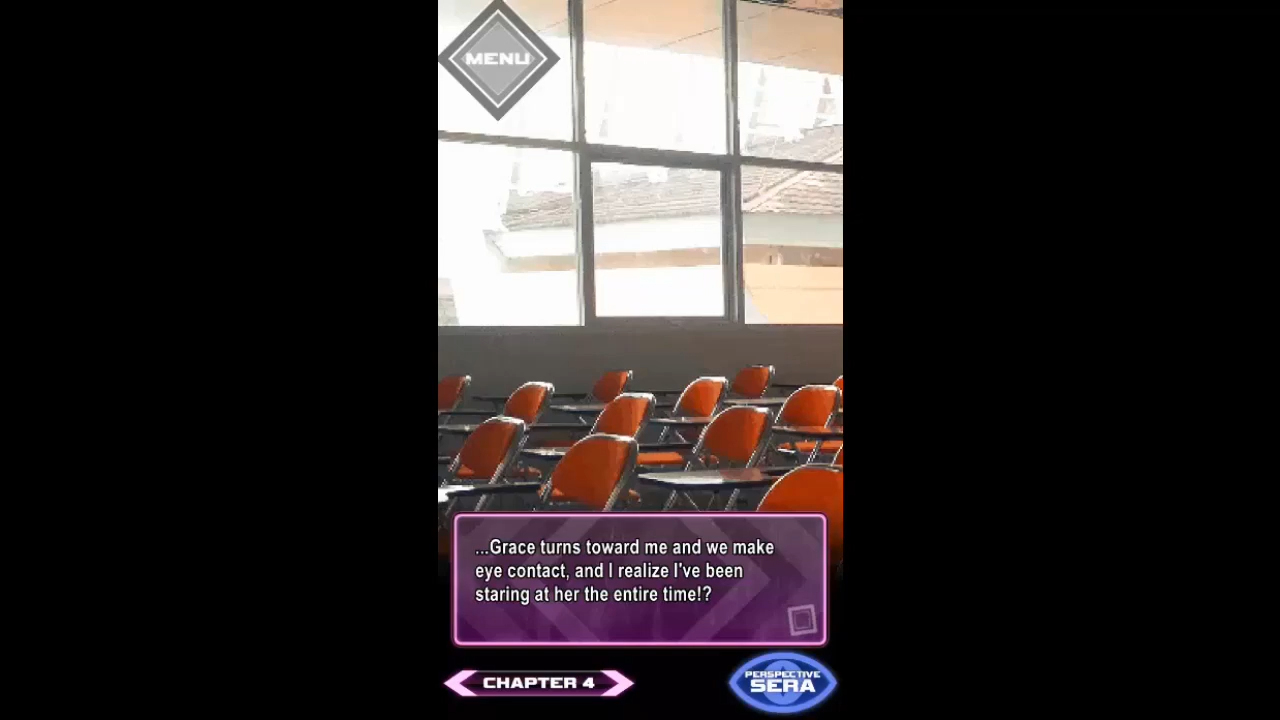 MENU
...Grace turns toward me and we make
eye contact, and I realize I've been
staring at her the entire time!?
CHAPTER 4
PERSPECTIVE
SERA